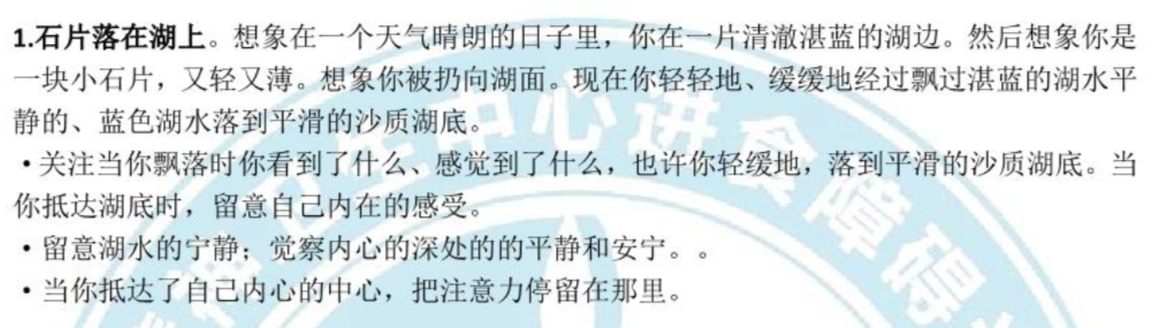 1.石片落在湖上。想象在一个天气晴朗的日子里，你在一片清澈湛蓝的湖边。然后想象你是
一块小石片，又轻又薄。想象你被扔向湖面。现在你轻轻地、缓缓地经过飘过湛蓝的湖水平
静的、蓝色湖水落到平滑的沙质湖底。
•关注当你飘落时你看到了什么、感觉到了什么，也许你轻缓地，落到平滑的沙质湖底。当
你抵达湖底时，留意自己内在的感受。
•留意湖水的宁静；觉察内心的深处的的平静和安宁。。
•当你抵达了自己内心的中心，把注意力停留在那里。
卫生中心进食障碍